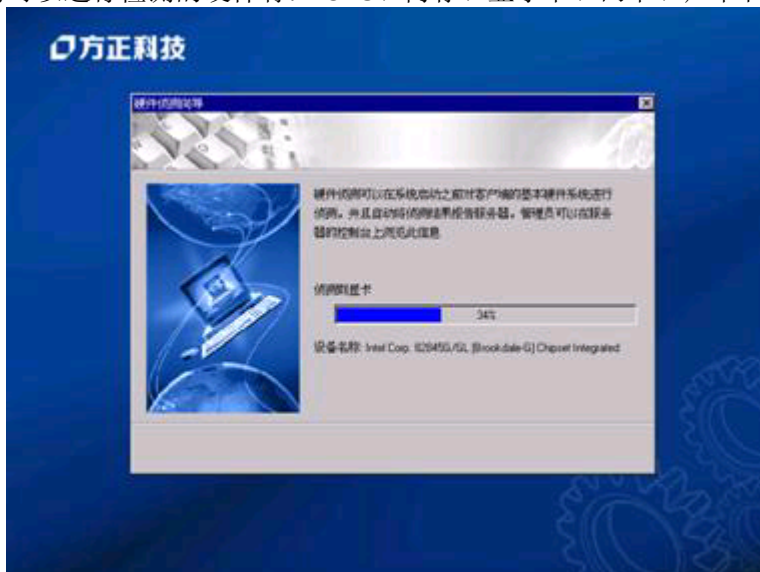 方正科技
硬件侦测向导
硬件侦测可以在系统启动之前对客户端的基本硬件系统进行
侦测。并且自动将侦测结果报告服务器。管理员可以在服务
器的控制台上浏览此信息
侦测到显卡
34%
设备名称: Intel Corp. 82845G/GL [Brookdale-G] Chipset Integrated